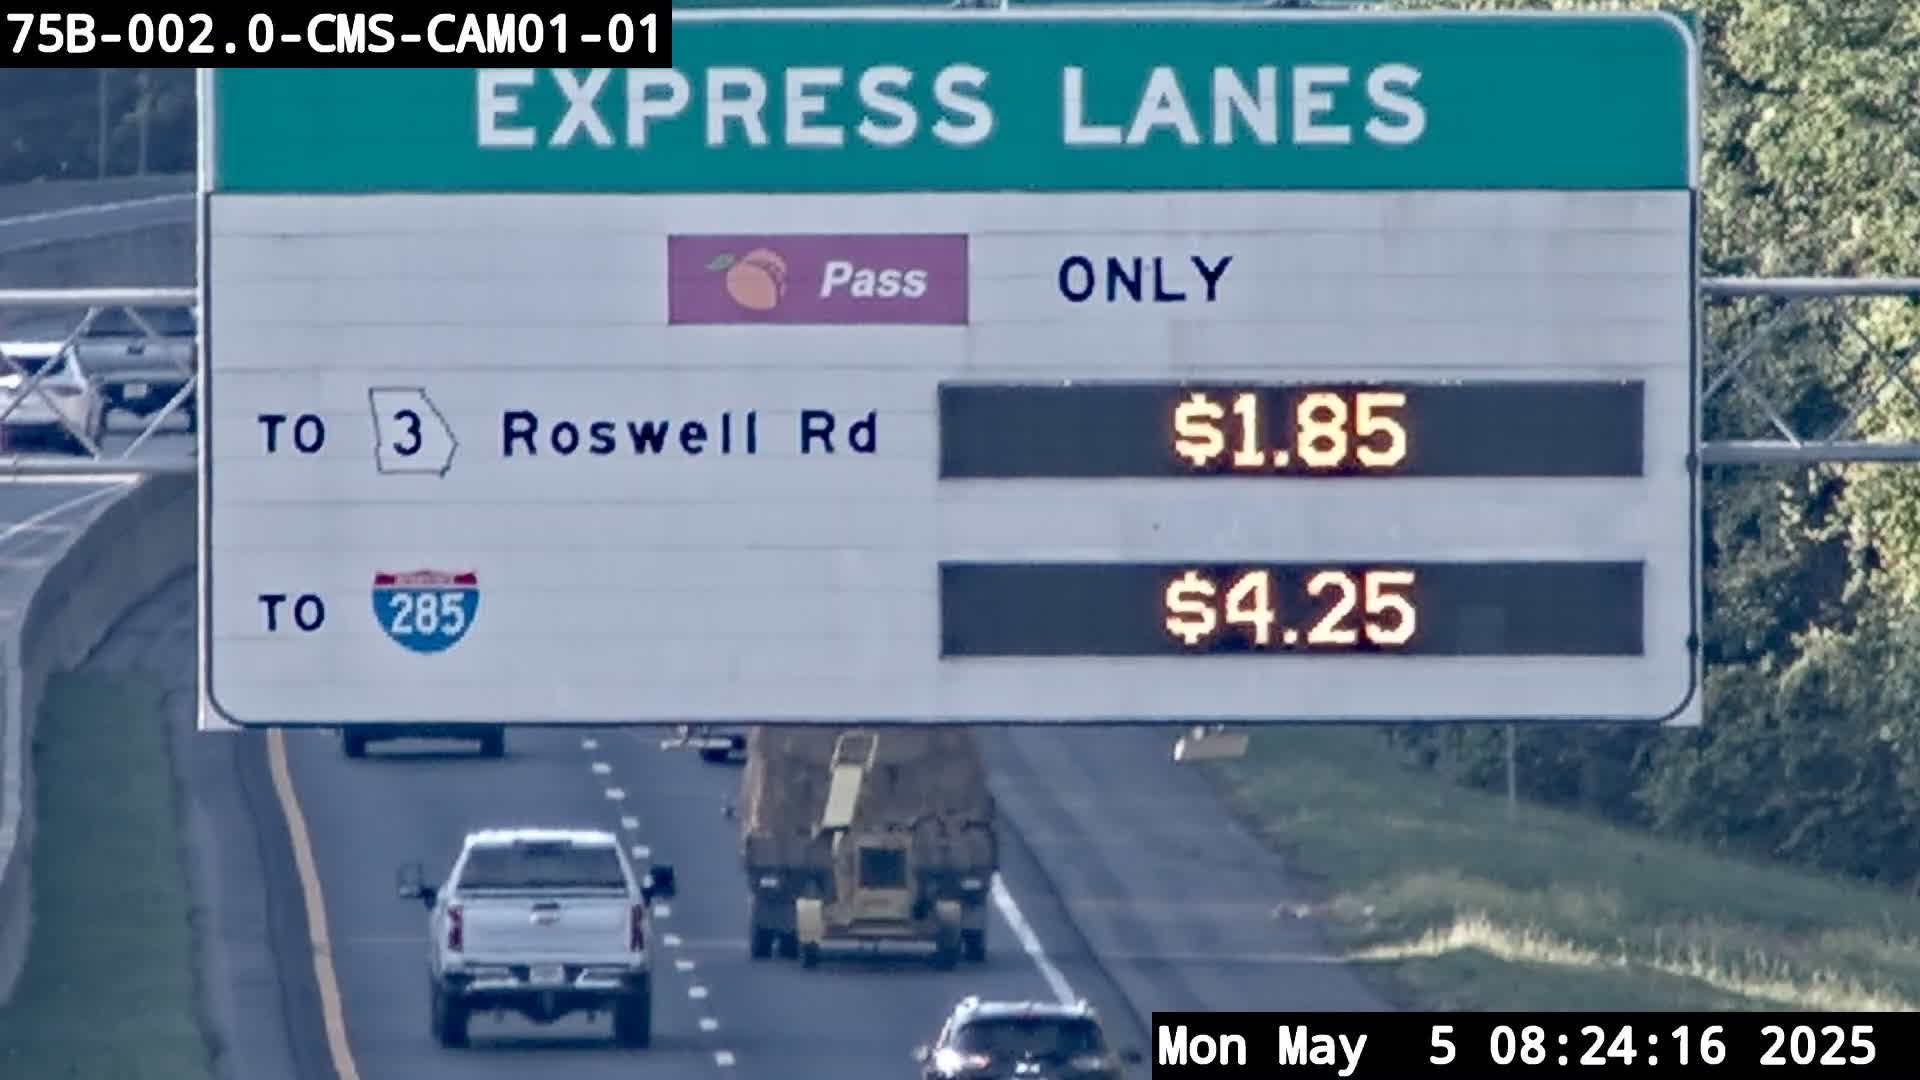 75B-002.0-CMS-CAM01-01
EXPRESS LANES
Pass ONLY
TO 3 Roswell Rd $1.85
TO 285 $4.25
Mon May 5 08:24:16 2025